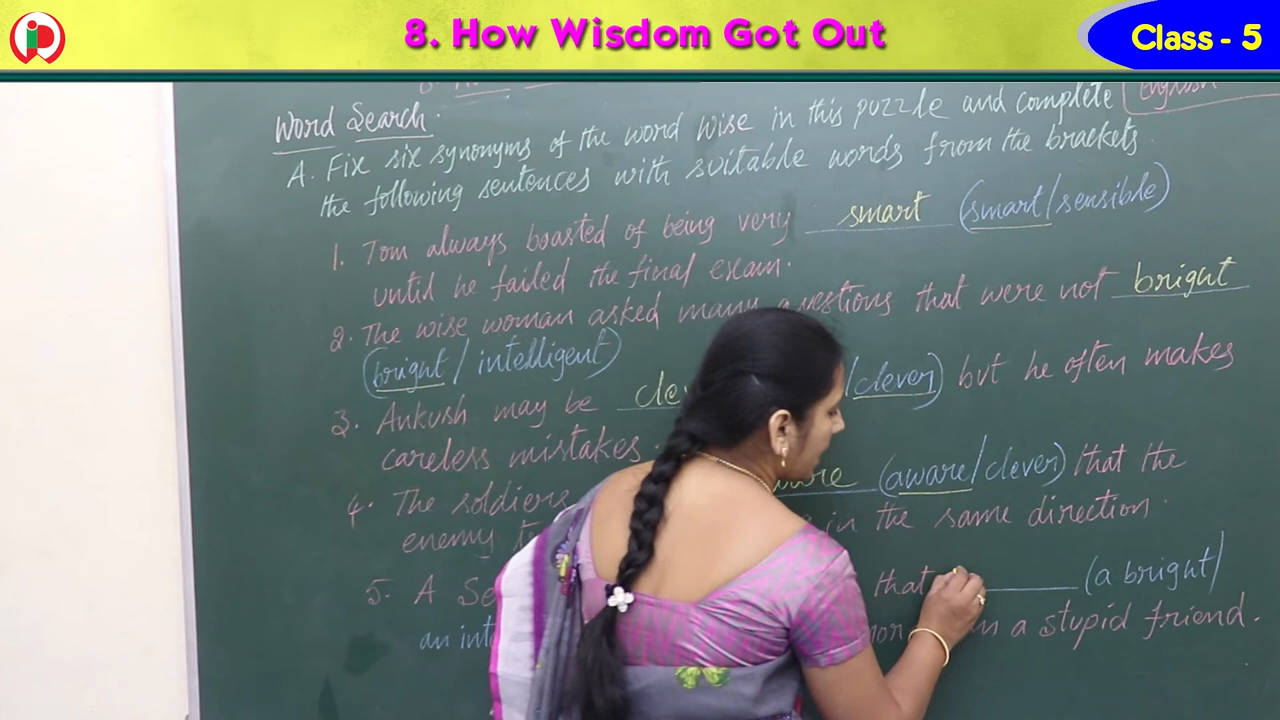 8. How Wisdom Got Out
Class - 5
English
Word Search.
A. Fix six synonyms of the word wise in this puzzle and complete
the following sentences with suitable words from the brackets.
1. Tom always boasted of being very smart (smart/sensible)
until he failed the final exam.
2. The wise woman asked many questions that were not bright
(bright / intelligent)
3. Ankush may be /clever) but he often makes
careless mistakes.
4. The soldiers (aware/clever) that the
enemy in the same direction.
5. A that (a bright/
an a stupid friend.